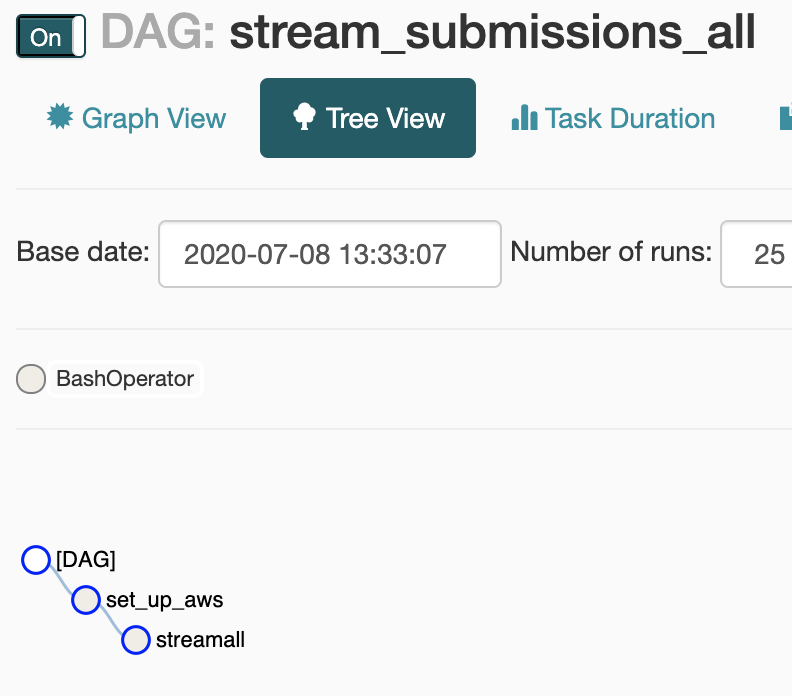 On DAG: stream_submissions_all
Graph View Tree View Task Duration
Base date: 2020-07-08 13:33:07 Number of runs: 25
BashOperator
[DAG]
set_up_aws
streamall